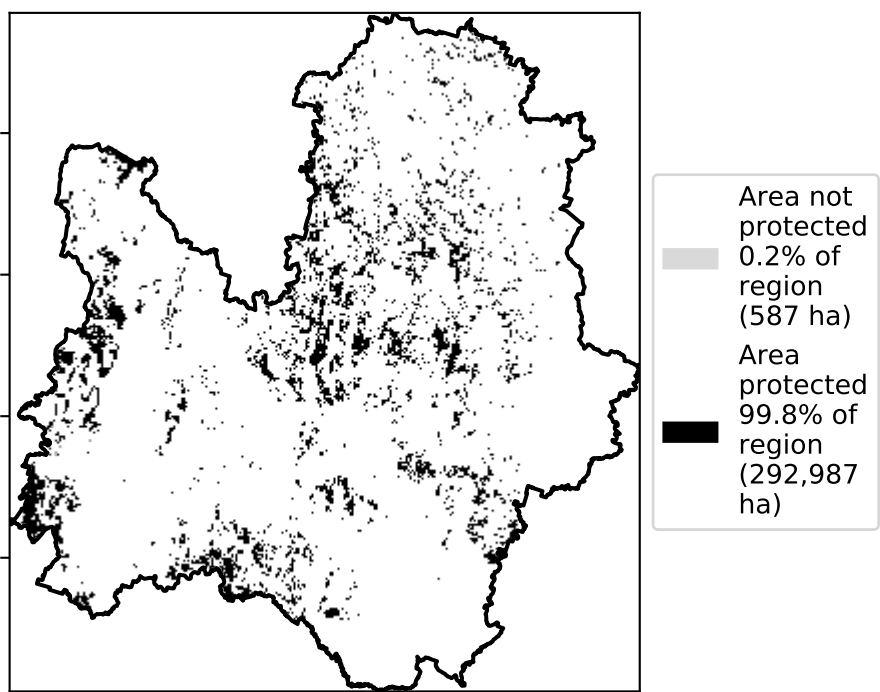 Area not
protected
0.2% of
region
(587 ha)
Area
protected
99.8% of
region
(292,987
ha)